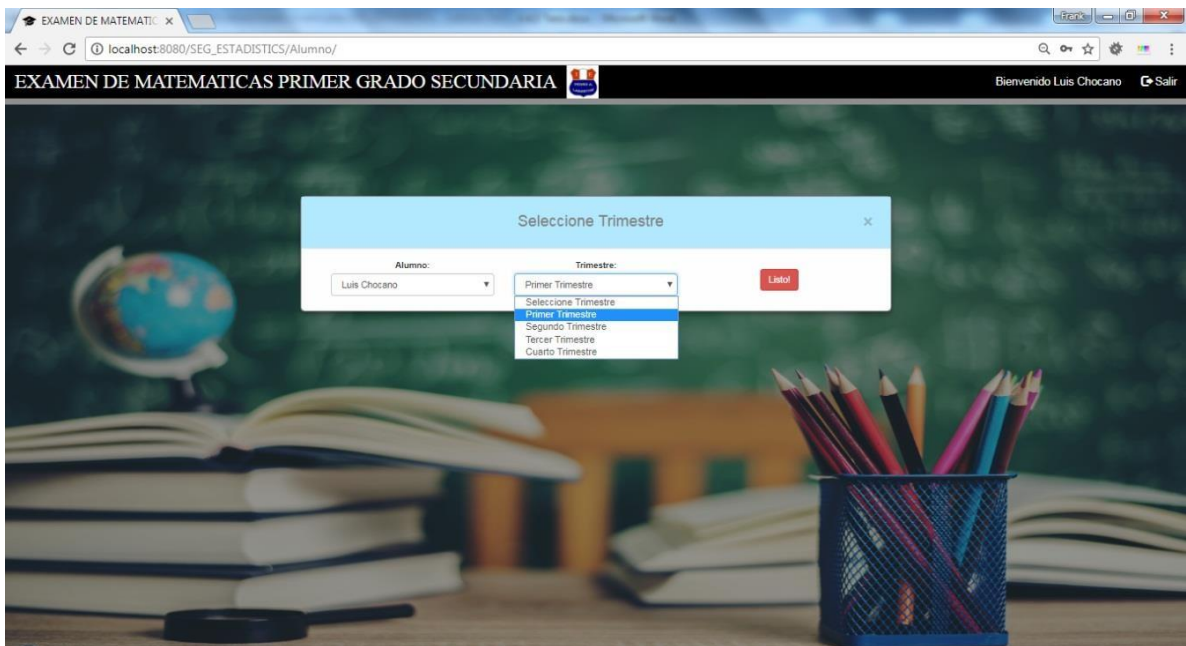 EXAMEN DE MATEMATIC
Frank
localhost:8080/SEG_ESTADISTICS/Alumno/
EXAMEN DE MATEMATICAS PRIMER GRADO SECUNDARIA
Bienvenido Luis Chocano
Salir
Seleccione Trimestre
Alumno:
Trimestre:
Luis Chocano
Primer Trimestre
Listo!
Seleccione Trimestre
Primer Trimestre
Segundo Trimestre
Tercer Trimestre
Cuarto Trimestre